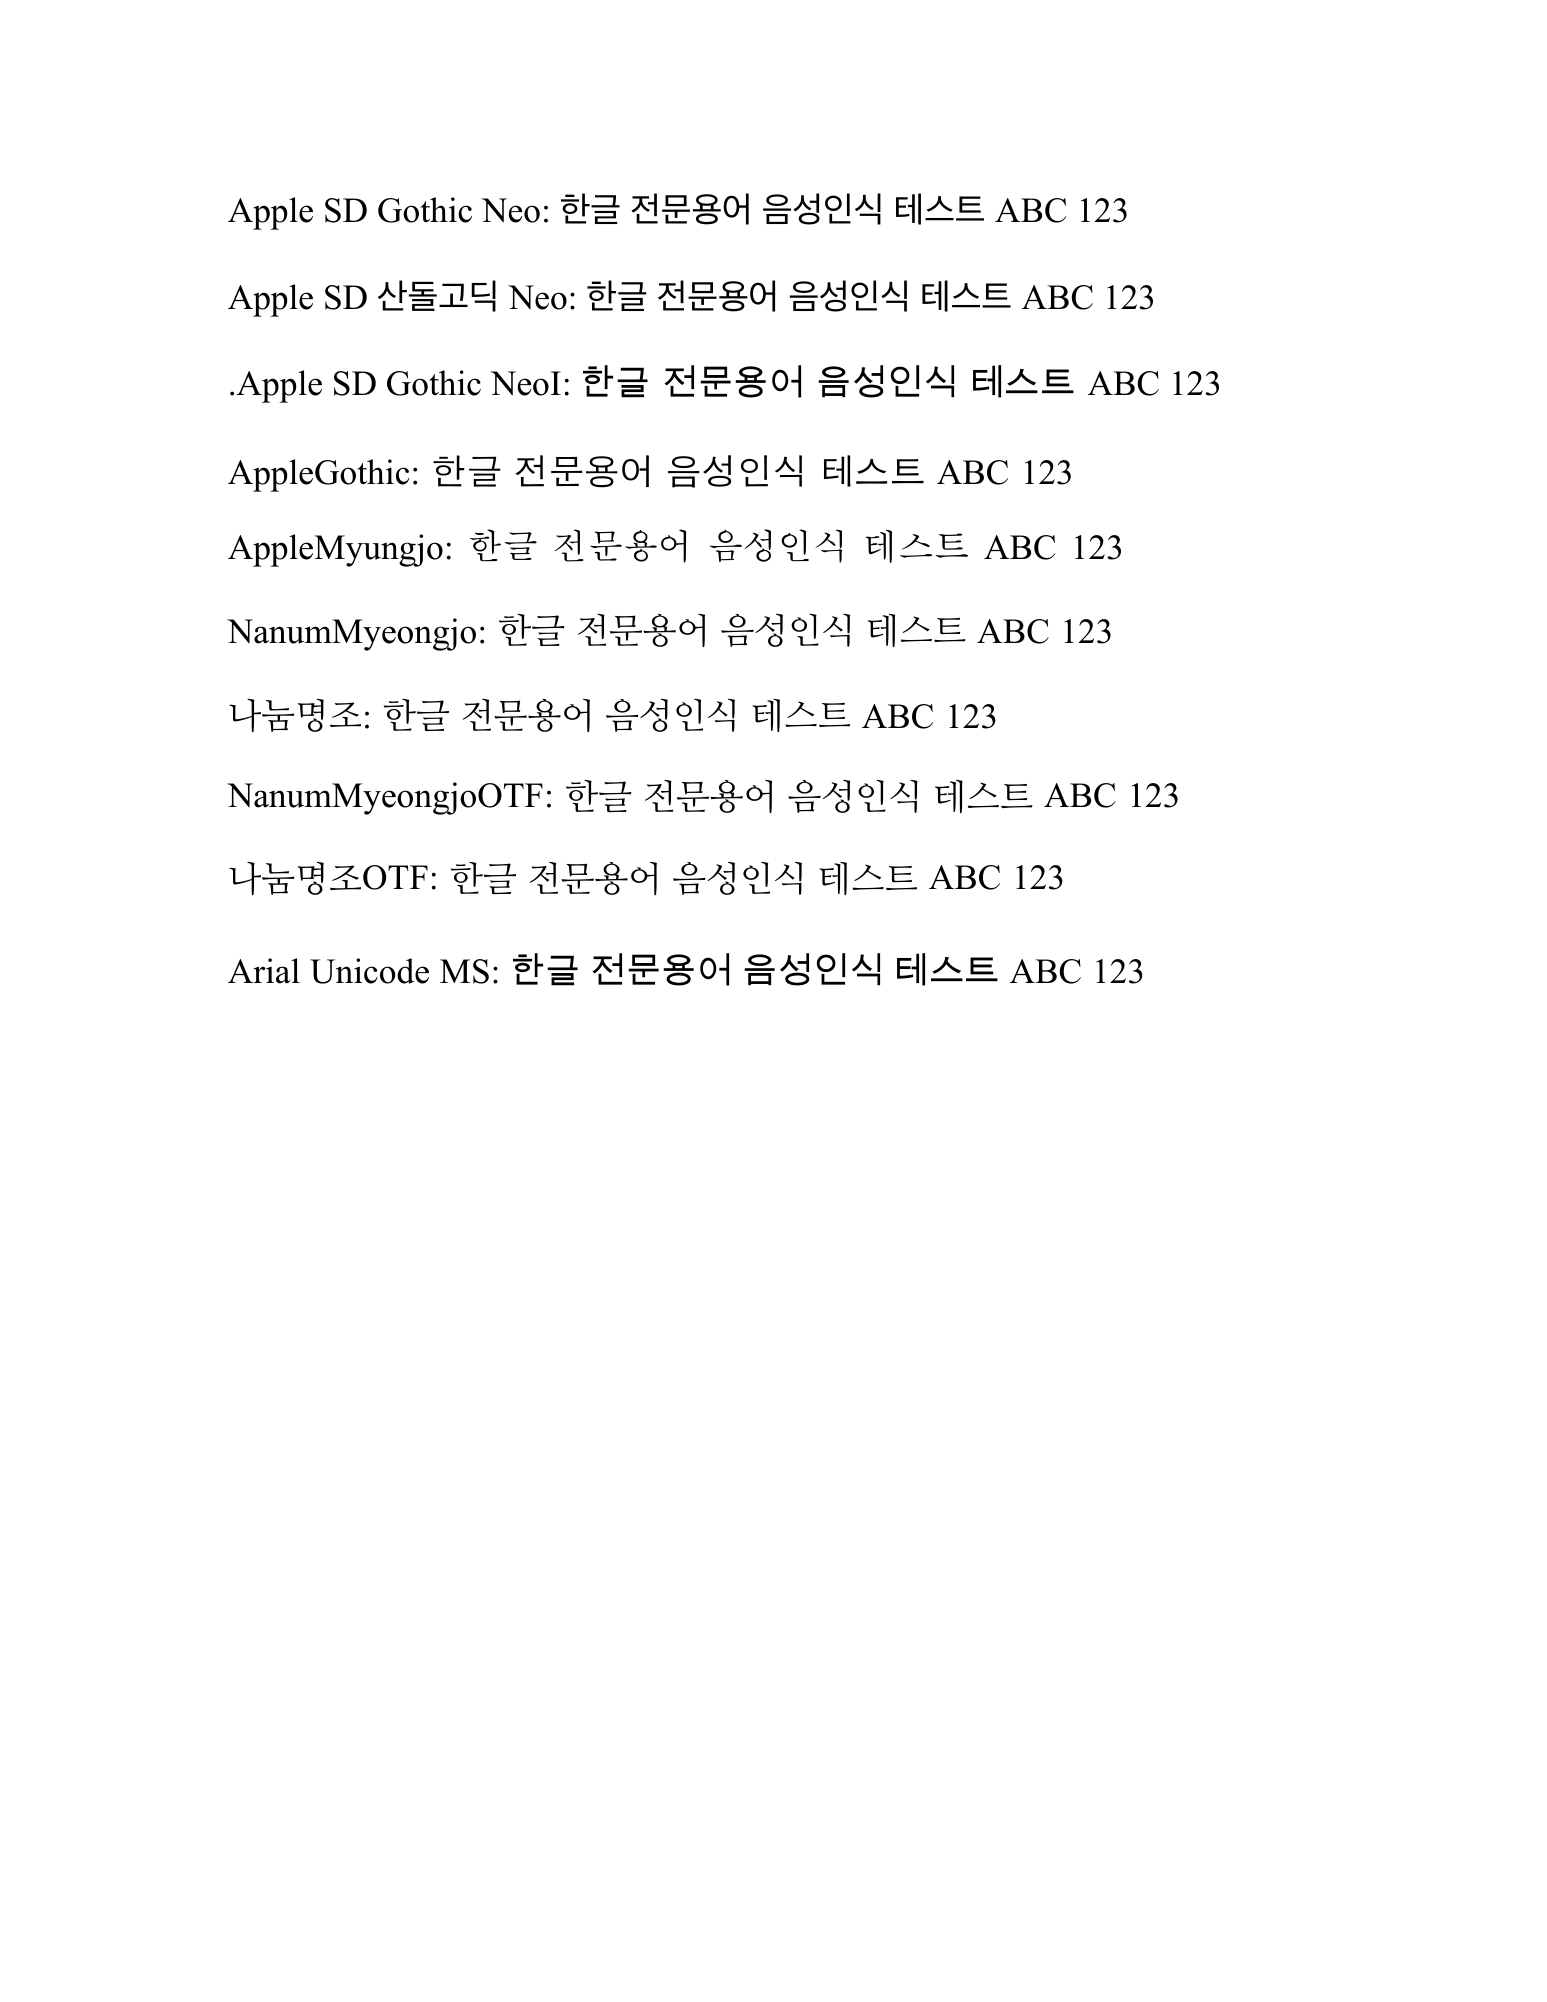 Apple SD Gothic Neo: 한글 전문용어 음성인식 테스트 ABC 123
Apple SD 산돌고딕 Neo: 한글 전문용어 음성인식 테스트 ABC 123
.Apple SD Gothic NeoI: 한글 전문용어 음성인식 테스트 ABC 123
AppleGothic: 한글 전문용어 음성인식 테스트 ABC 123
AppleMyungjo: 한글 전문용어 음성인식 테스트 ABC 123
NanumMyeongjo: 한글 전문용어 음성인식 테스트 ABC 123
나눔명조: 한글 전문용어 음성인식 테스트 ABC 123
NanumMyeongjoOTF: 한글 전문용어 음성인식 테스트 ABC 123
나눔명조OTF: 한글 전문용어 음성인식 테스트 ABC 123
Arial Unicode MS: 한글 전문용어 음성인식 테스트 ABC 123